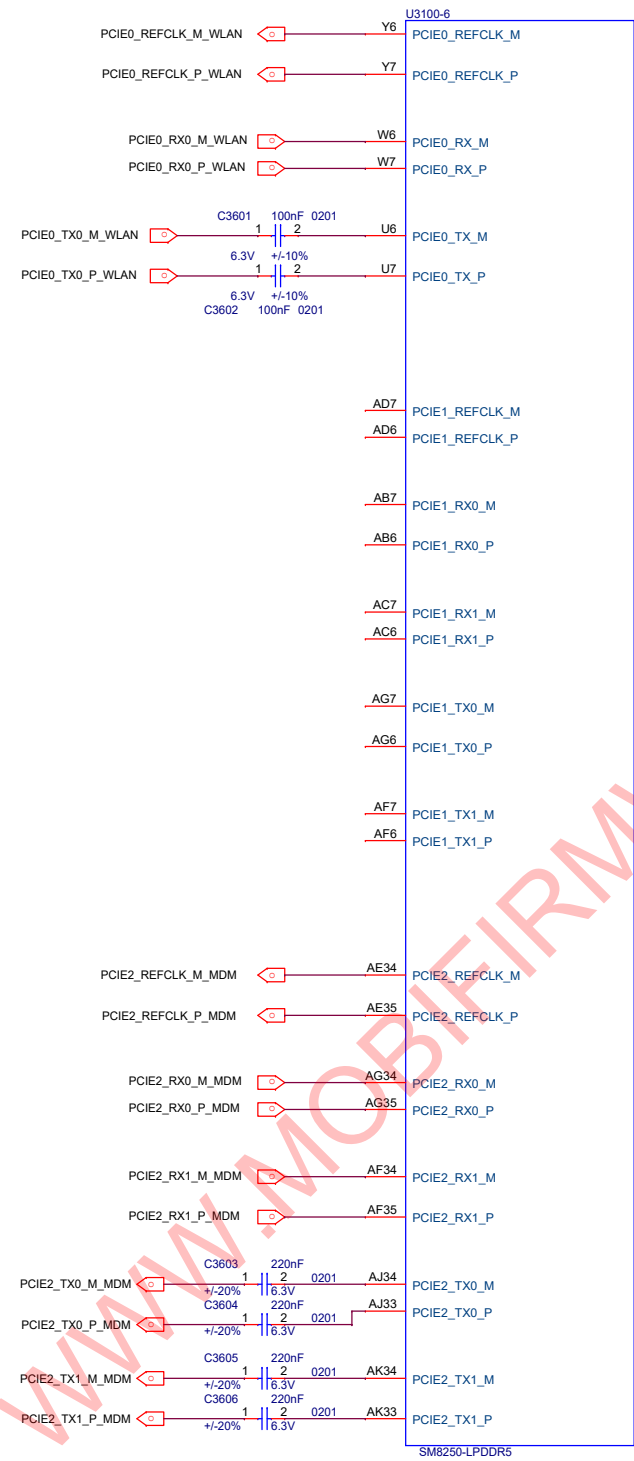 U3100-6
PCIE0_REFCLK_M_WLAN Y6 PCIE0_REFCLK_M
PCIE0_REFCLK_P_WLAN Y7 PCIE0_REFCLK_P
PCIE0_RX0_M_WLAN W6 PCIE0_RX_M
PCIE0_RX0_P_WLAN W7 PCIE0_RX_P
C3601 100nF 0201
PCIE0_TX0_M_WLAN 1 2 U6 PCIE0_TX_M
6.3V +/-10%
PCIE0_TX0_P_WLAN 1 2 U7 PCIE0_TX_P
6.3V +/-10%
C3602 100nF 0201
AD7 PCIE1_REFCLK_M
AD6 PCIE1_REFCLK_P
AB7 PCIE1_RX0_M
AB6 PCIE1_RX0_P
AC7 PCIE1_RX1_M
AC6 PCIE1_RX1_P
AG7 PCIE1_TX0_M
AG6 PCIE1_TX0_P
AF7 PCIE1_TX1_M
AF6 PCIE1_TX1_P
PCIE2_REFCLK_M_MDM AE34 PCIE2_REFCLK_M
PCIE2_REFCLK_P_MDM AE35 PCIE2_REFCLK_P
PCIE2_RX0_M_MDM AG34 PCIE2_RX0_M
PCIE2_RX0_P_MDM AG35 PCIE2_RX0_P
PCIE2_RX1_M_MDM AF34 PCIE2_RX1_M
PCIE2_RX1_P_MDM AF35 PCIE2_RX1_P
C3603 220nF
PCIE2_TX0_M_MDM 1 2 0201 AJ34 PCIE2_TX0_M
+/-20% 6.3V
C3604 220nF
PCIE2_TX0_P_MDM 1 2 0201 AJ33 PCIE2_TX0_P
+/-20% 6.3V
C3605 220nF
PCIE2_TX1_M_MDM 1 2 0201 AK34 PCIE2_TX1_M
+/-20% 6.3V
C3606 220nF
PCIE2_TX1_P_MDM 1 2 0201 AK33 PCIE2_TX1_P
+/-20% 6.3V
SM8250-LPDDR5